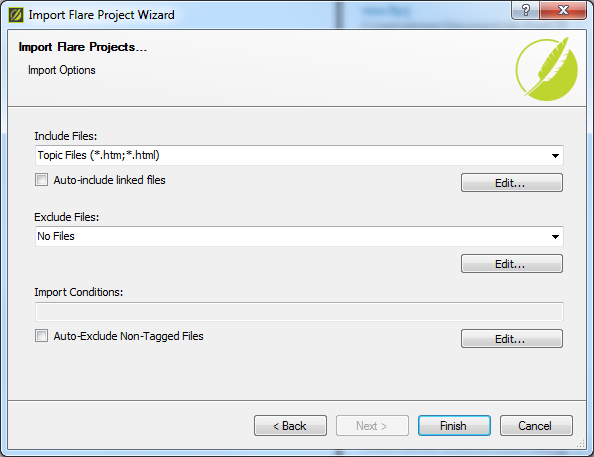 Import Flare Project Wizard
?
Import Flare Projects...
Import Options
Include Files:
Topic Files (*.htm;*.html)
Auto-include linked files
Edit...
Exclude Files:
No Files
Edit...
Import Conditions:
Auto-Exclude Non-Tagged Files
Edit...
< Back
Next >
Finish
Cancel